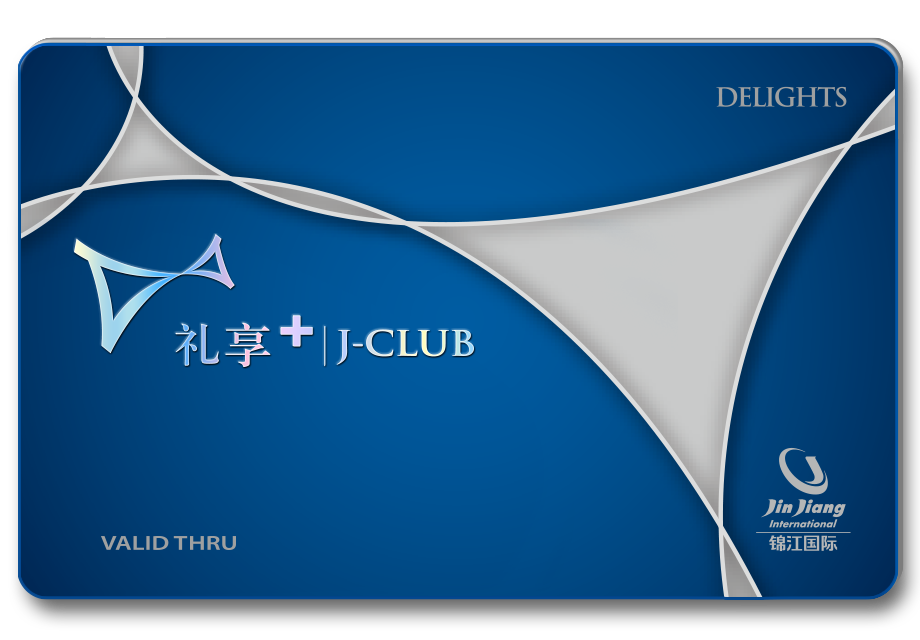 DELIGHTS
礼享+ | J-CLUB
VALID THRU
Jin Jiang
International
锦江国际